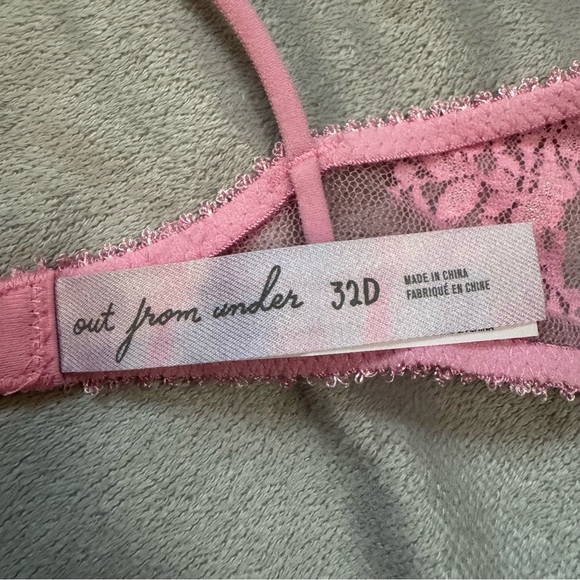 out from under 32D
MADE IN CHINA
FABRIQUÉ EN CHINE